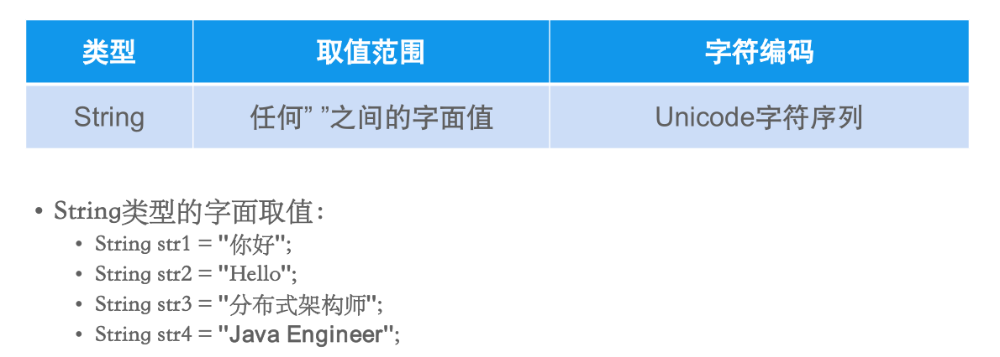 类型 取值范围 字符编码
String 任何” ”之间的字面值 Unicode字符序列
• String类型的字面取值：
• String str1 = "你好";
• String str2 = "Hello";
• String str3 = "分布式架构师";
• String str4 = "Java Engineer";